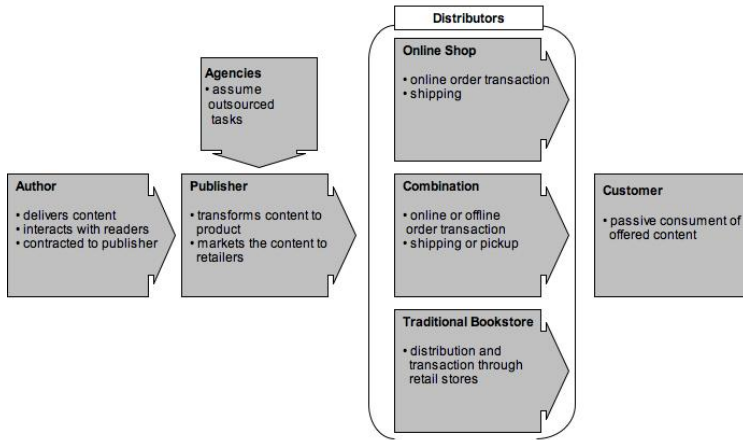 Distributors
Agencies
• assume
outsourced
tasks
Online Shop
• online order transaction
• shipping
Author
• delivers content
• interacts with readers
• contracted to publisher
Publisher
• transforms content to
product
• markets the content to
retailers
Combination
• online or offline
order transaction
• shipping or pickup
Customer
• passive consument of
offered content
Traditional Bookstore
• distribution and
transaction through
retail stores